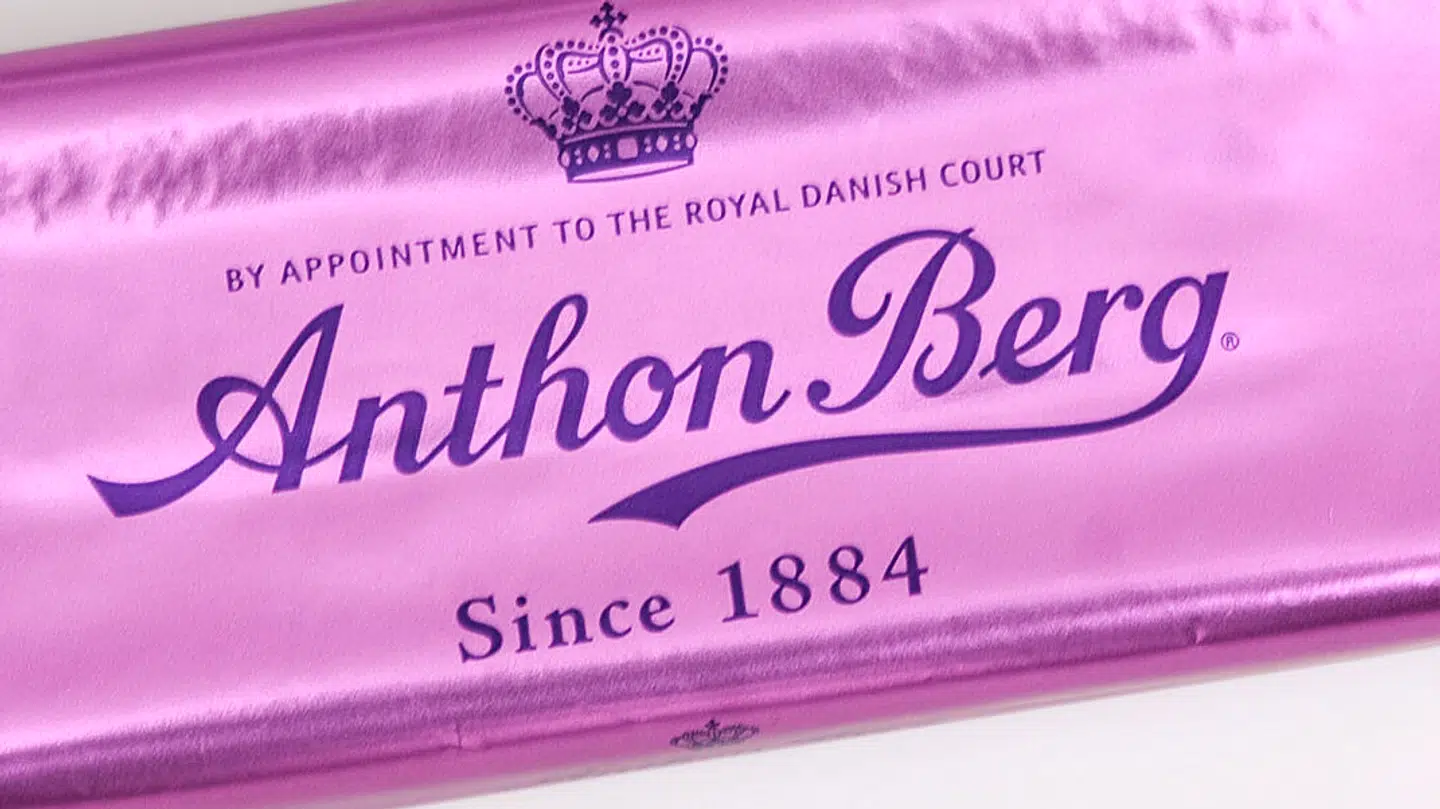 BY APPOINTMENT TO THE ROYAL DANISH COURT
Anthon Berg®
Since 1884